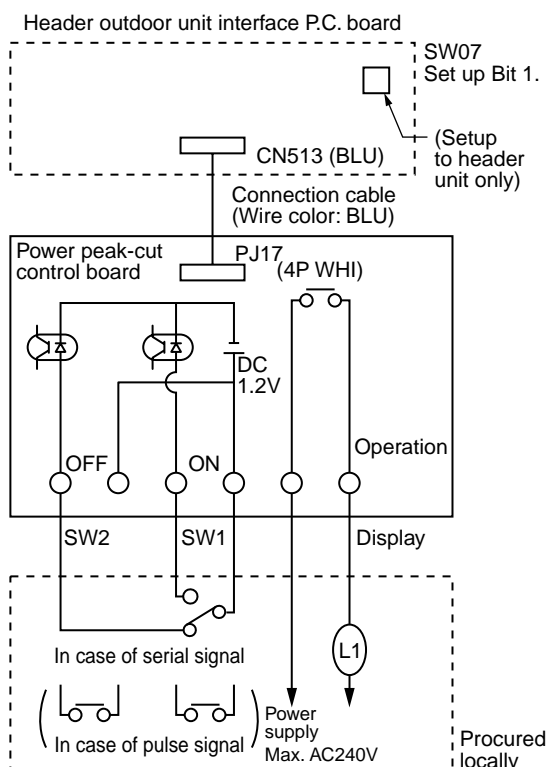 Header outdoor unit interface P.C. board
SW07
Set up Bit 1.
(Setup
to header
unit only)
CN513 (BLU)
Connection cable
(Wire color: BLU)
Power peak-cut
control board
PJ17
(4P WHI)
DC
1.2V
Operation
OFF
ON
SW2
SW1
Display
In case of serial signal
L1
In case of pulse signal
Power
supply
Max. AC240V
Procured
locally